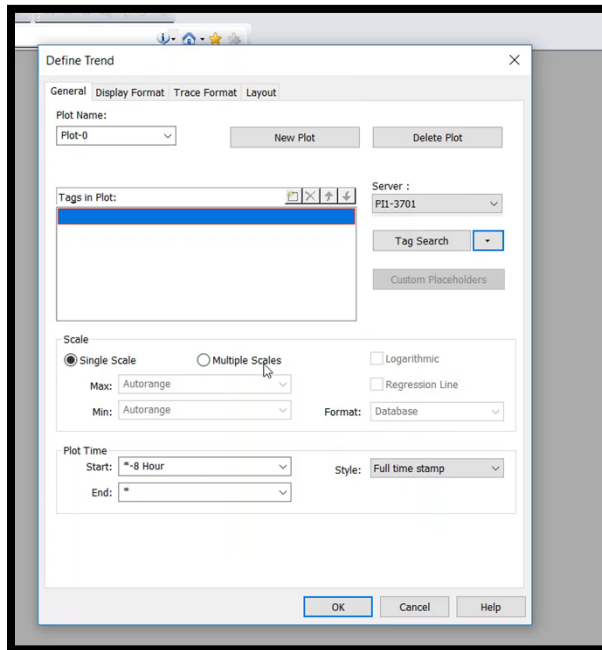 Define Trend
General Display Format Trace Format Layout
Plot Name:
Plot-0
New Plot
Delete Plot
Tags in Plot:
Server :
PI1-3701
Tag Search
Custom Placeholders
Scale
Single Scale
Multiple Scales
Logarithmic
Max: Autorange
Regression Line
Min: Autorange
Format: Database
Plot Time
Start: *-8 Hour
Style: Full time stamp
End: *
OK
Cancel
Help